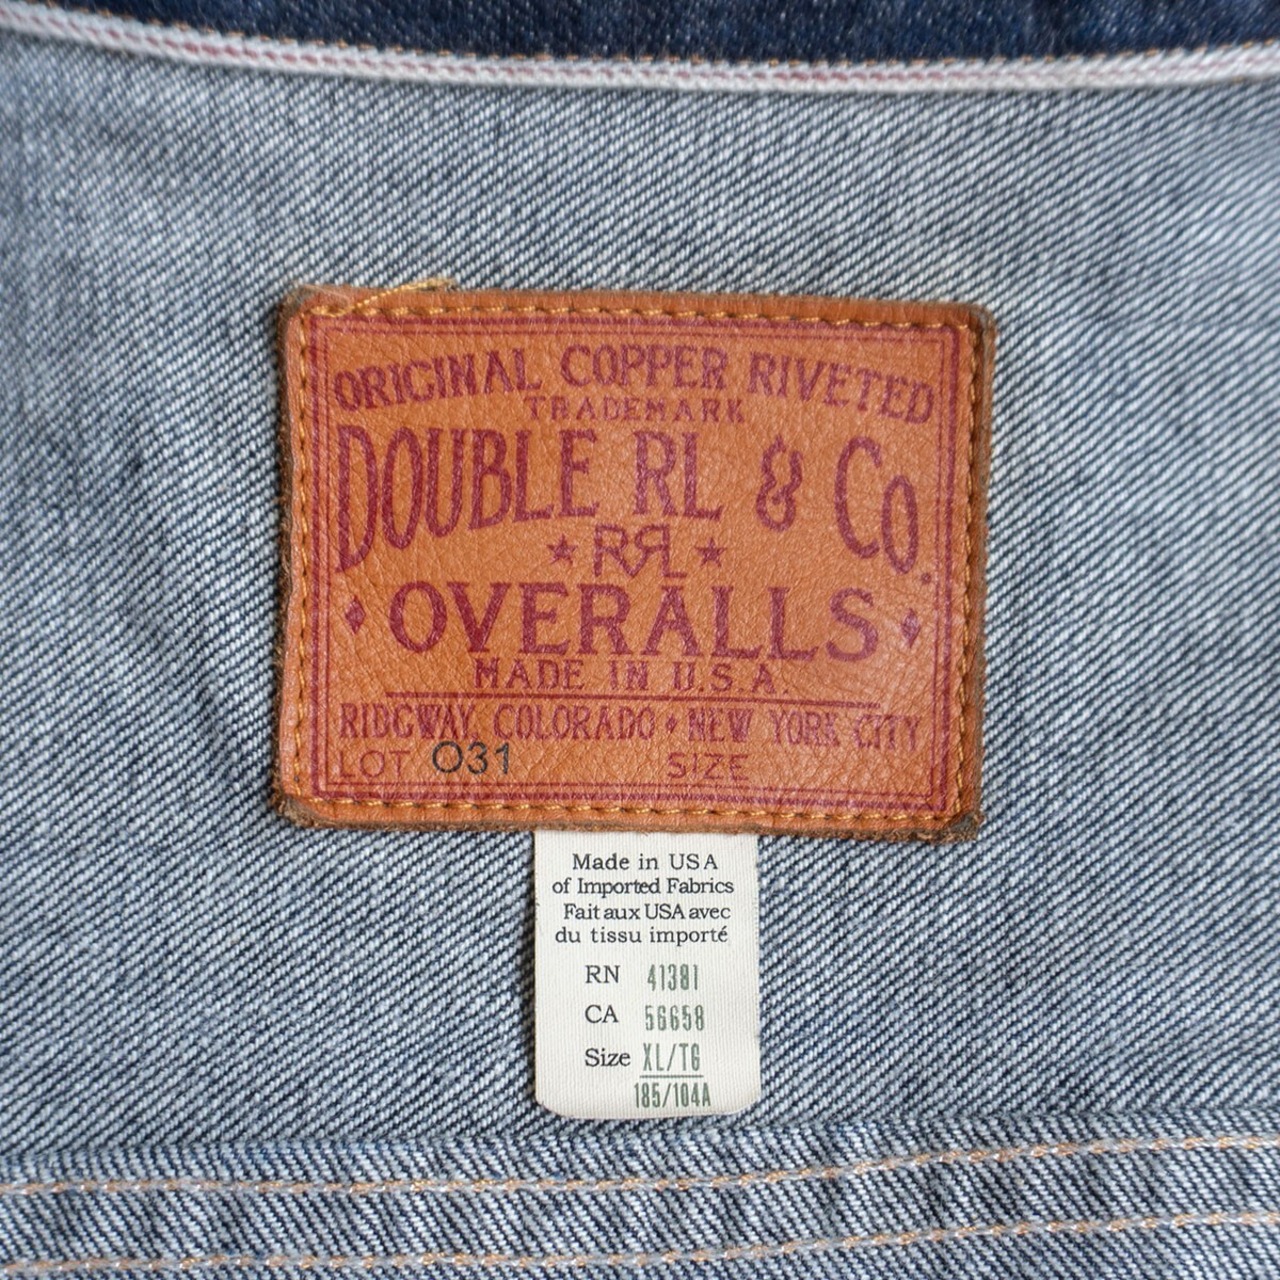 ORIGINAL COPPER RIVETED
TRADEMARK
DOUBLE RL & Co.
★ RRL ★
OVERALLS
MADE IN U.S.A.
RIDGWAY, COLORADO • NEW YORK CITY
LOT 031 SIZE
Made in USA
of Imported Fabrics
Fait aux USA avec
du tissu importé
RN 41381
CA 56658
Size XL/TG
185/104A